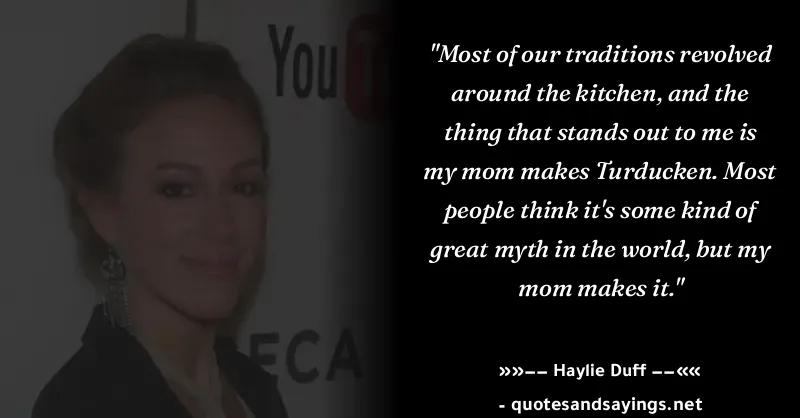 You
ECA
"Most of our traditions revolved
around the kitchen, and the
thing that stands out to me is
my mom makes Turducken. Most
people think it's some kind of
great myth in the world, but my
mom makes it."
»»–– Haylie Duff ––««
- quotesandsayings.net